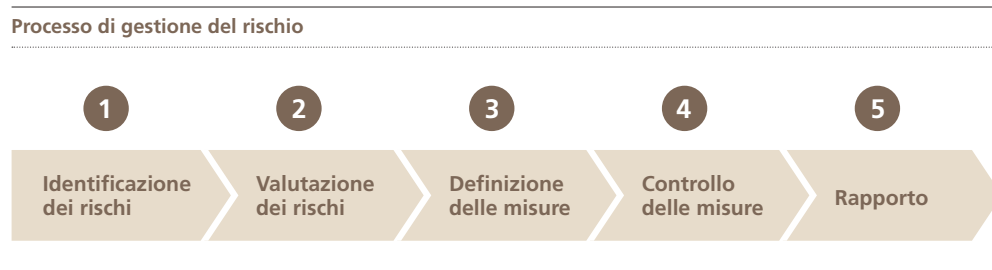 Processo di gestione del rischio
1
2
3
4
5
Identificazione
dei rischi
Valutazione
dei rischi
Definizione
delle misure
Controllo
delle misure
Rapporto